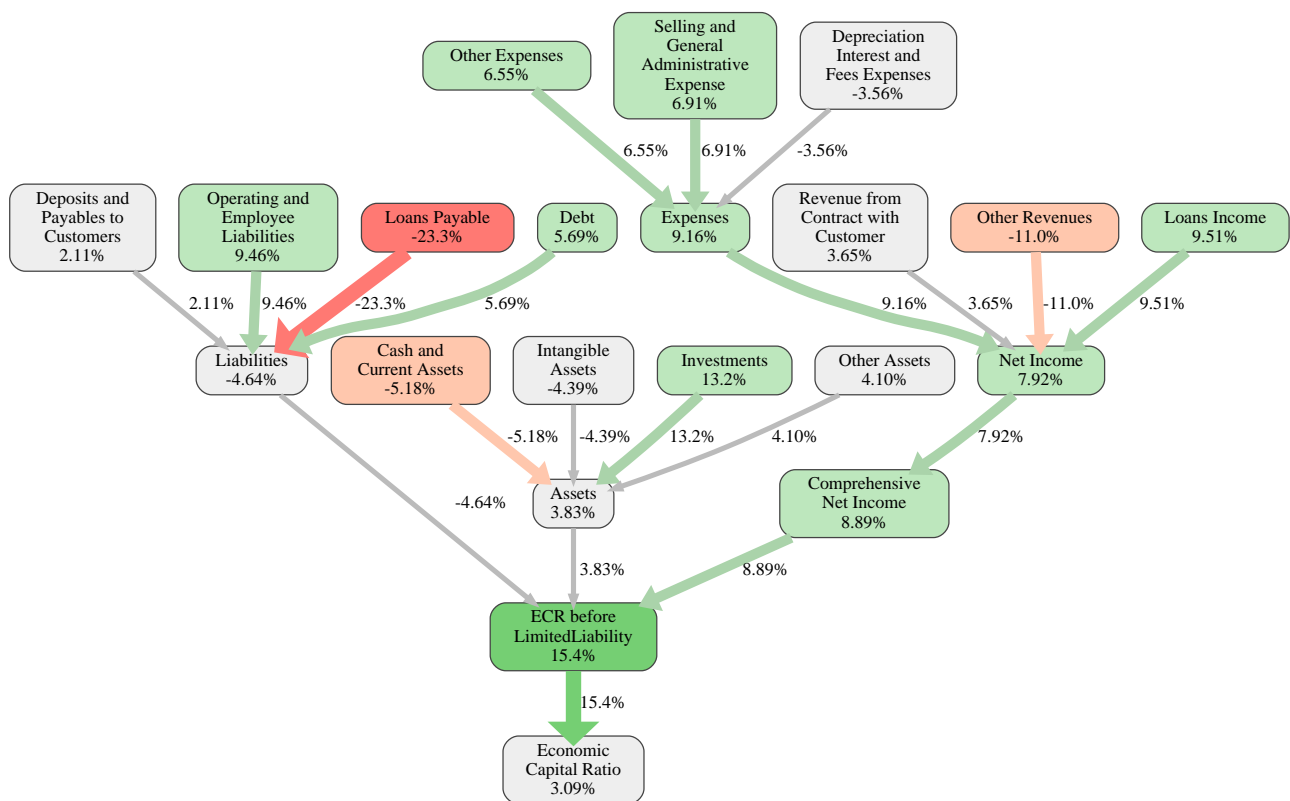 Other Expenses
6.55%
Selling and
General
Administrative
Expense
6.91%
Depreciation
Interest and
Fees Expenses
-3.56%
6.55%
6.91%
-3.56%
Deposits and
Payables to
Customers
2.11%
Operating and
Employee
Liabilities
9.46%
Loans Payable
-23.3%
Debt
5.69%
Expenses
9.16%
Revenue from
Contract with
Customer
3.65%
Other Revenues
-11.0%
Loans Income
9.51%
2.11%
9.46%
-23.3%
5.69%
9.16%
3.65%
-11.0%
9.51%
Liabilities
-4.64%
Cash and
Current Assets
-5.18%
Intangible
Assets
-4.39%
Investments
13.2%
Other Assets
4.10%
Net Income
7.92%
-5.18%
-4.39%
13.2%
4.10%
7.92%
-4.64%
Assets
3.83%
Comprehensive
Net Income
8.89%
3.83%
8.89%
ECR before
LimitedLiability
15.4%
15.4%
Economic
Capital Ratio
3.09%